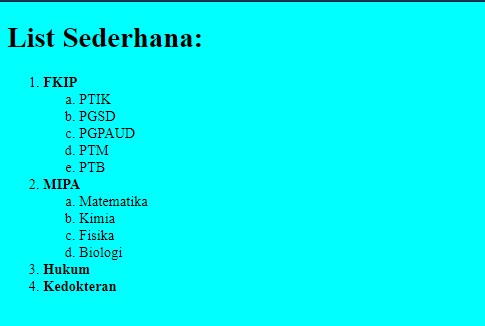 List Sederhana:
1. FKIP
a. PTIK
b. PGSD
c. PGPAUD
d. PTM
e. PTB
2. MIPA
a. Matematika
b. Kimia
c. Fisika
d. Biologi
3. Hukum
4. Kedokteran